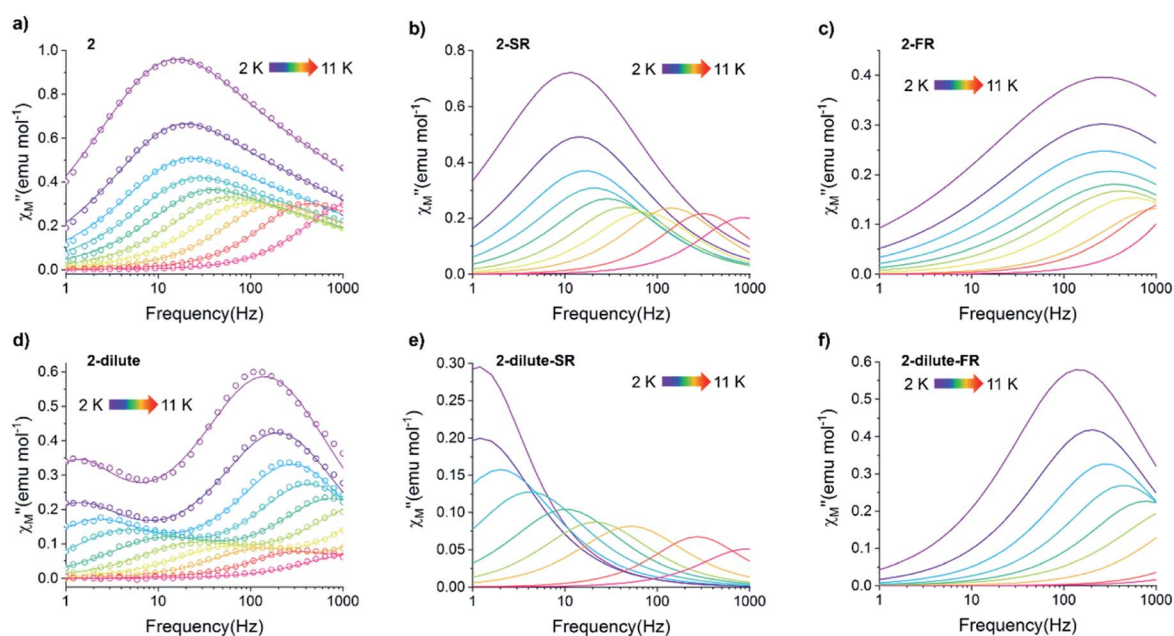 a) 2
2 K 11 K
χM''(emu mol-1)
1.0
0.8
0.6
0.4
0.2
0.0
1 10 100 1000
Frequency(Hz)
b) 2-SR
2 K 11 K
χM''(emu mol-1)
0.8
0.6
0.4
0.2
0.0
1 10 100 1000
Frequency(Hz)
c) 2-FR
2 K 11 K
χM''(emu mol-1)
0.4
0.3
0.2
0.1
0.0
1 10 100 1000
Frequency(Hz)
d) 2-dilute
2 K 11 K
χM''(emu mol-1)
0.6
0.5
0.4
0.3
0.2
0.1
0.0
1 10 100 1000
Frequency(Hz)
e) 2-dilute-SR
2 K 11 K
χM''(emu mol-1)
0.30
0.25
0.20
0.15
0.10
0.05
0.00
1 10 100 1000
Frequency(Hz)
f) 2-dilute-FR
2 K 11 K
χM''(emu mol-1)
0.6
0.5
0.4
0.3
0.2
0.1
0.0
1 10 100 1000
Frequency(Hz)